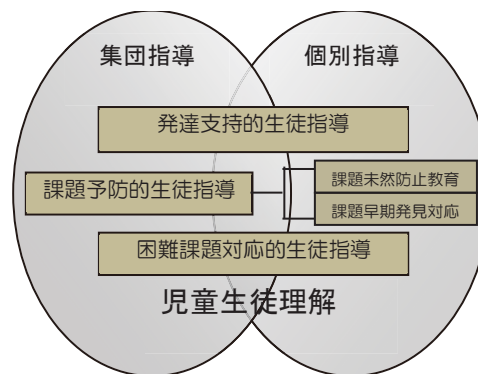 集団指導
個別指導
発達支持的生徒指導
課題予防的生徒指導
課題未然防止教育
課題早期発見対応
困難課題対応的生徒指導
児童生徒理解